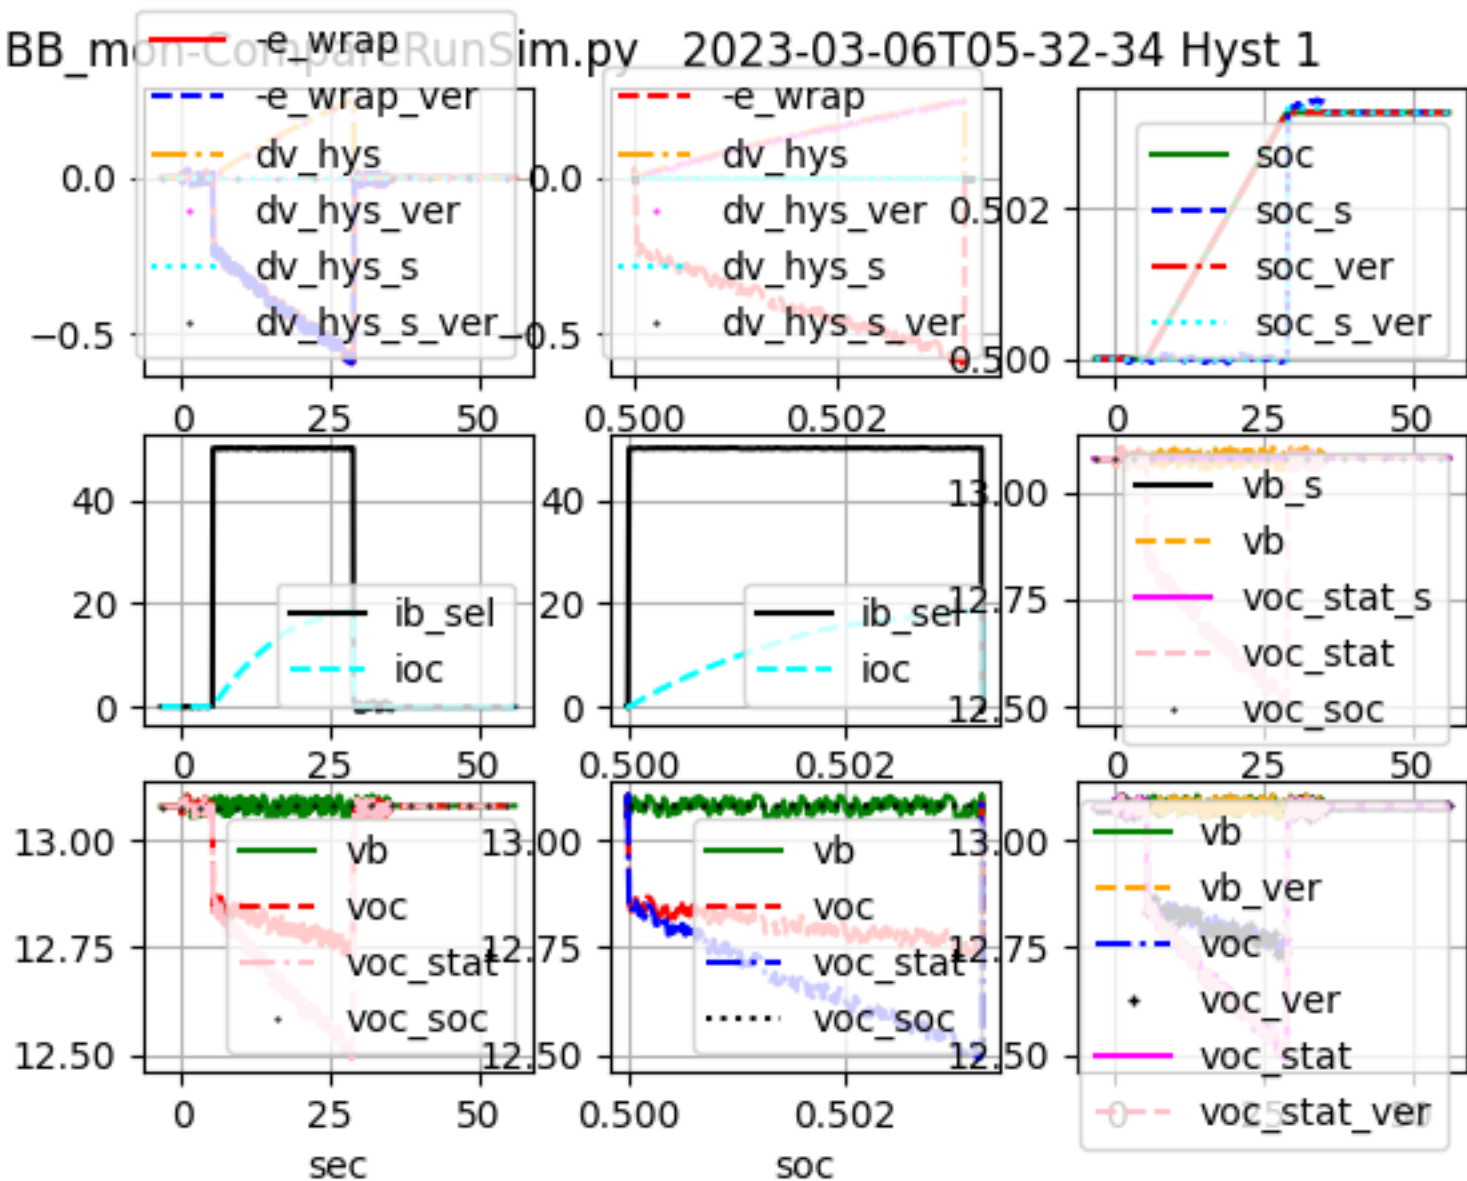 BB_mon-CompareRunSim.py 2023-03-06T05-32-34 Hyst 1
-e_wrap
-e_wrap_ver
dv_hys
dv_hys_ver
dv_hys_s
dv_hys_s_ver
0.0
−0.5
0 25 50
-e_wrap
dv_hys
dv_hys_ver
dv_hys_s
dv_hys_s_ver
0.0
−0.5
0.500 0.502
soc
soc_s
soc_ver
soc_s_ver
0.502
0.500
0 25 50
40
20
0
ib_sel
ioc
0 25 50
40
20
0
ib_sel
ioc
0.500 0.502
13.00
12.75
12.50
vb_s
vb
voc_stat_s
voc_stat
voc_soc
0 25 50
13.00
12.75
12.50
vb
voc
voc_stat
voc_soc
0 25 50
sec
13.00
12.75
12.50
vb
voc
voc_stat
voc_soc
0.500 0.502
soc
13.00
12.75
12.50
vb
vb_ver
voc
voc_ver
voc_stat
voc_stat_ver
0 25 50